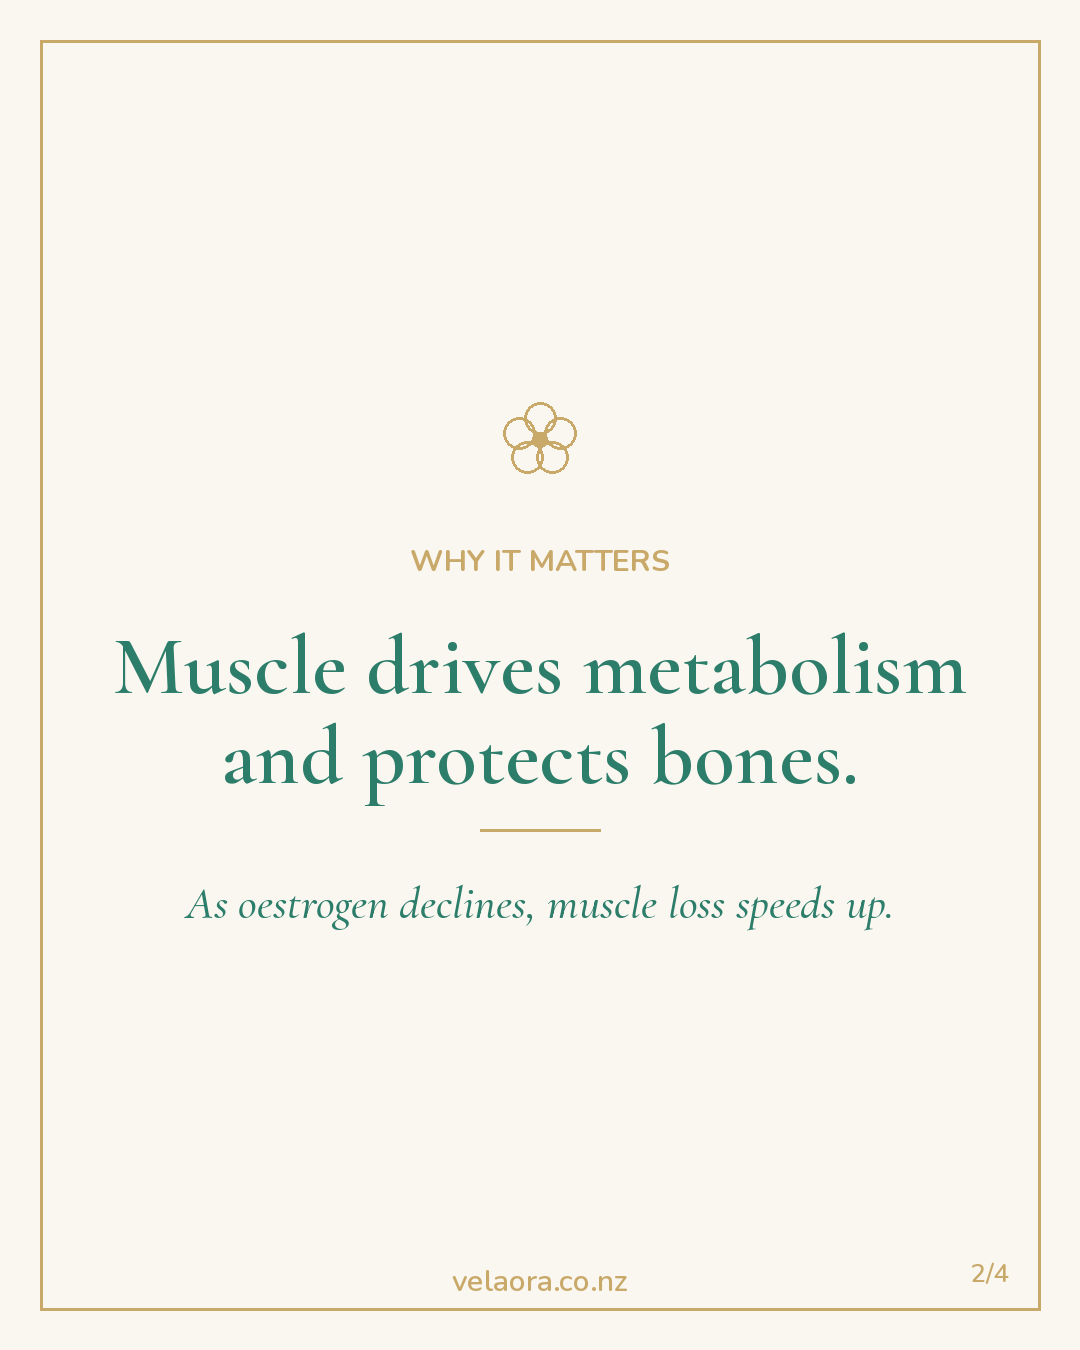 WHY IT MATTERS
Muscle drives metabolism
and protects bones.
As oestrogen declines, muscle loss speeds up.
velaora.co.nz
2/4